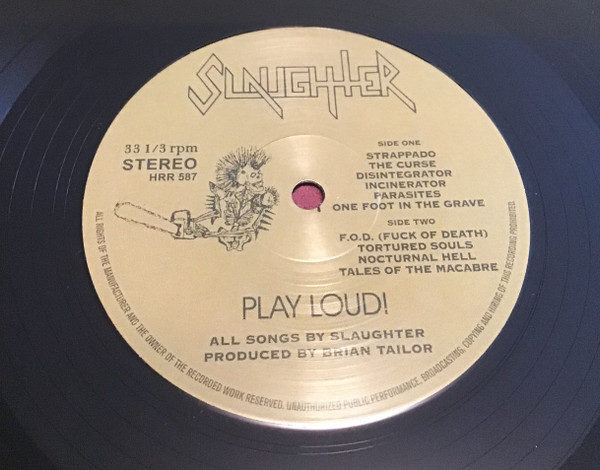 SLAUGHTER
33 1/3 rpm
STEREO
HRR 587
SIDE ONE
STRAPPADO
THE CURSE
DISINTEGRATOR
INCINERATOR
PARASITES
ONE FOOT IN THE GRAVE
SIDE TWO
F.O.D. (FUCK OF DEATH)
TORTURED SOULS
NOCTURNAL HELL
TALES OF THE MACABRE
PLAY LOUD!
ALL SONGS BY SLAUGHTER
PRODUCED BY BRIAN TAILOR
ALL RIGHTS OF THE MANUFACTURER AND THE OWNER OF THE RECORDED WORK RESERVED. UNAUTHORIZED PUBLIC PERFORMANCE, BROADCASTING, COPYING AND HIRING OF THIS RECORDING PROHIBITED.